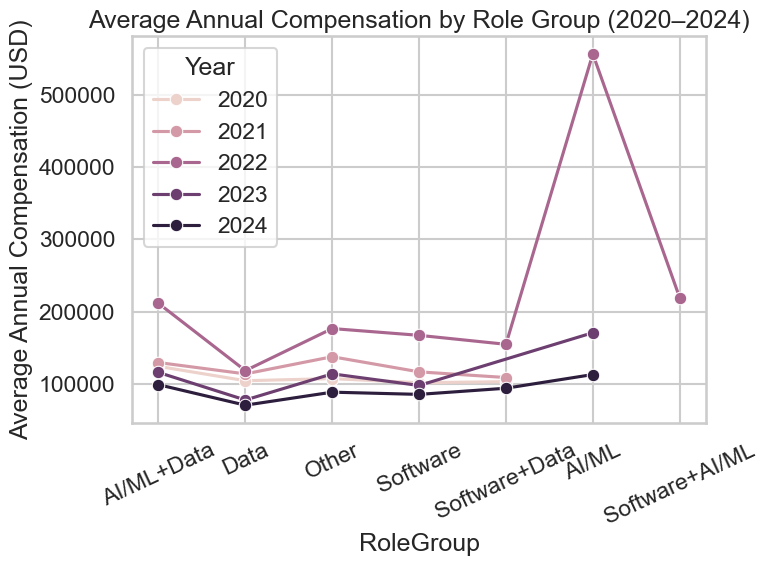 Average Annual Compensation by Role Group (2020–2024)
Average Annual Compensation (USD)
500000
400000
300000
200000
100000
Year
2020
2021
2022
2023
2024
AI/ML+Data
Data
Other
Software
Software+Data
AI/ML
Software+AI/ML
RoleGroup